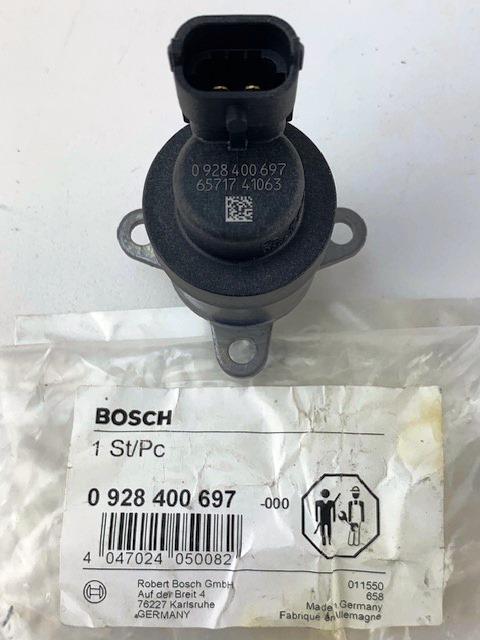 0 928 400 697
65717 41063
BOSCH
1 St/Pc
0 928 400 697 -000
4 047024 050082
Robert Bosch GmbH
Auf der Breit 4
76227 Karlsruhe
GERMANY
011550
658
Made Germany
Fabriqué en Allemagne